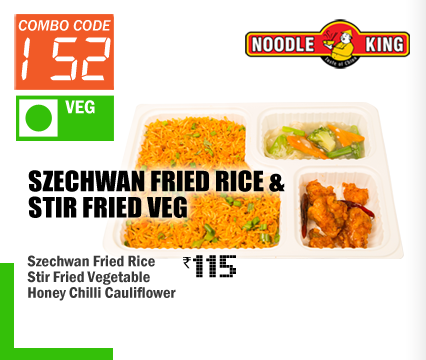 COMBO CODE
152
VEG
NOODLE KING
Taste of China
SZECHWAN FRIED RICE &
STIR FRIED VEG
Szechwan Fried Rice
₹115
Stir Fried Vegetable
Honey Chilli Cauliflower